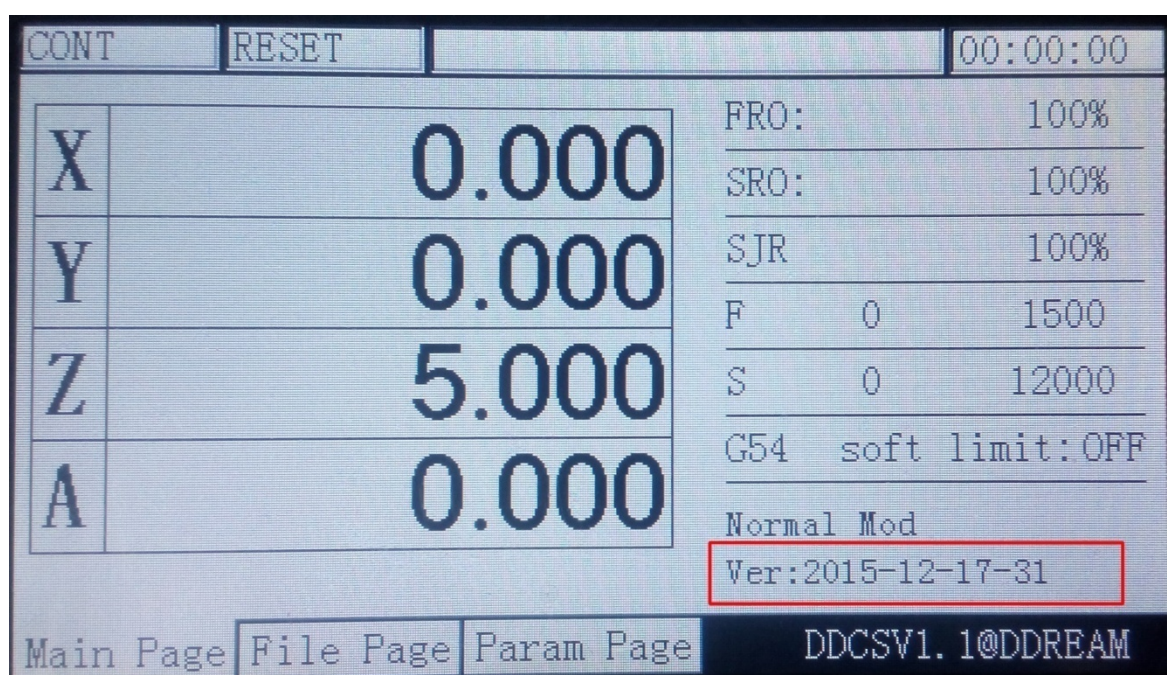 CONT RESET 00:00:00
X 0.000
Y 0.000
Z 5.000
A 0.000
FRO: 100%
SRO: 100%
SJR 100%
F 0 1500
S 0 12000
G54 soft limit:OFF
Normal Mod
Ver:2015-12-17-31
Main Page File Page Param Page DDCSV1.1@DDREAM